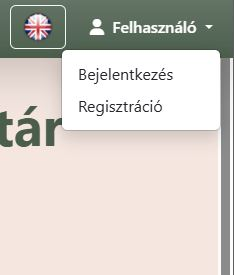 Felhasználó
Bejelentkezés
Regisztráció
tár